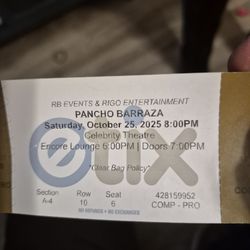 RB EVENTS & RIGO ENTERTAINMENT
PANCHO BARRAZA
Saturday, October 25, 2025 8:00PM
Celebrity Theatre
Encore Lounge 6:00PM | Doors 7:00PM
*Clear Bag Policy*
etix
Section Row Seat 428159952
A-4 10 6 COMP - PRO
NO REFUNDS • NO EXCHANGES